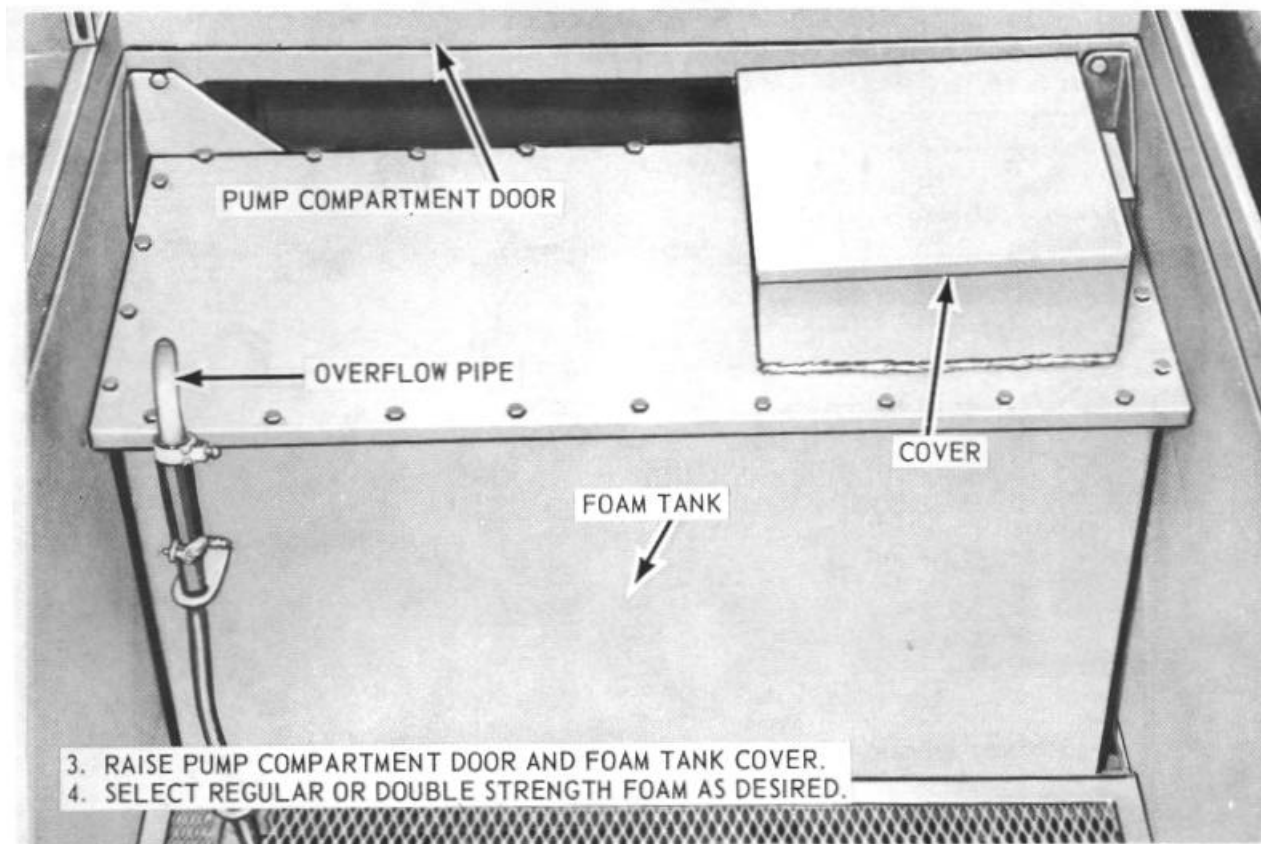 PUMP COMPARTMENT DOOR
OVERFLOW PIPE
COVER
FOAM TANK
3. RAISE PUMP COMPARTMENT DOOR AND FOAM TANK COVER.
4. SELECT REGULAR OR DOUBLE STRENGTH FOAM AS DESIRED.